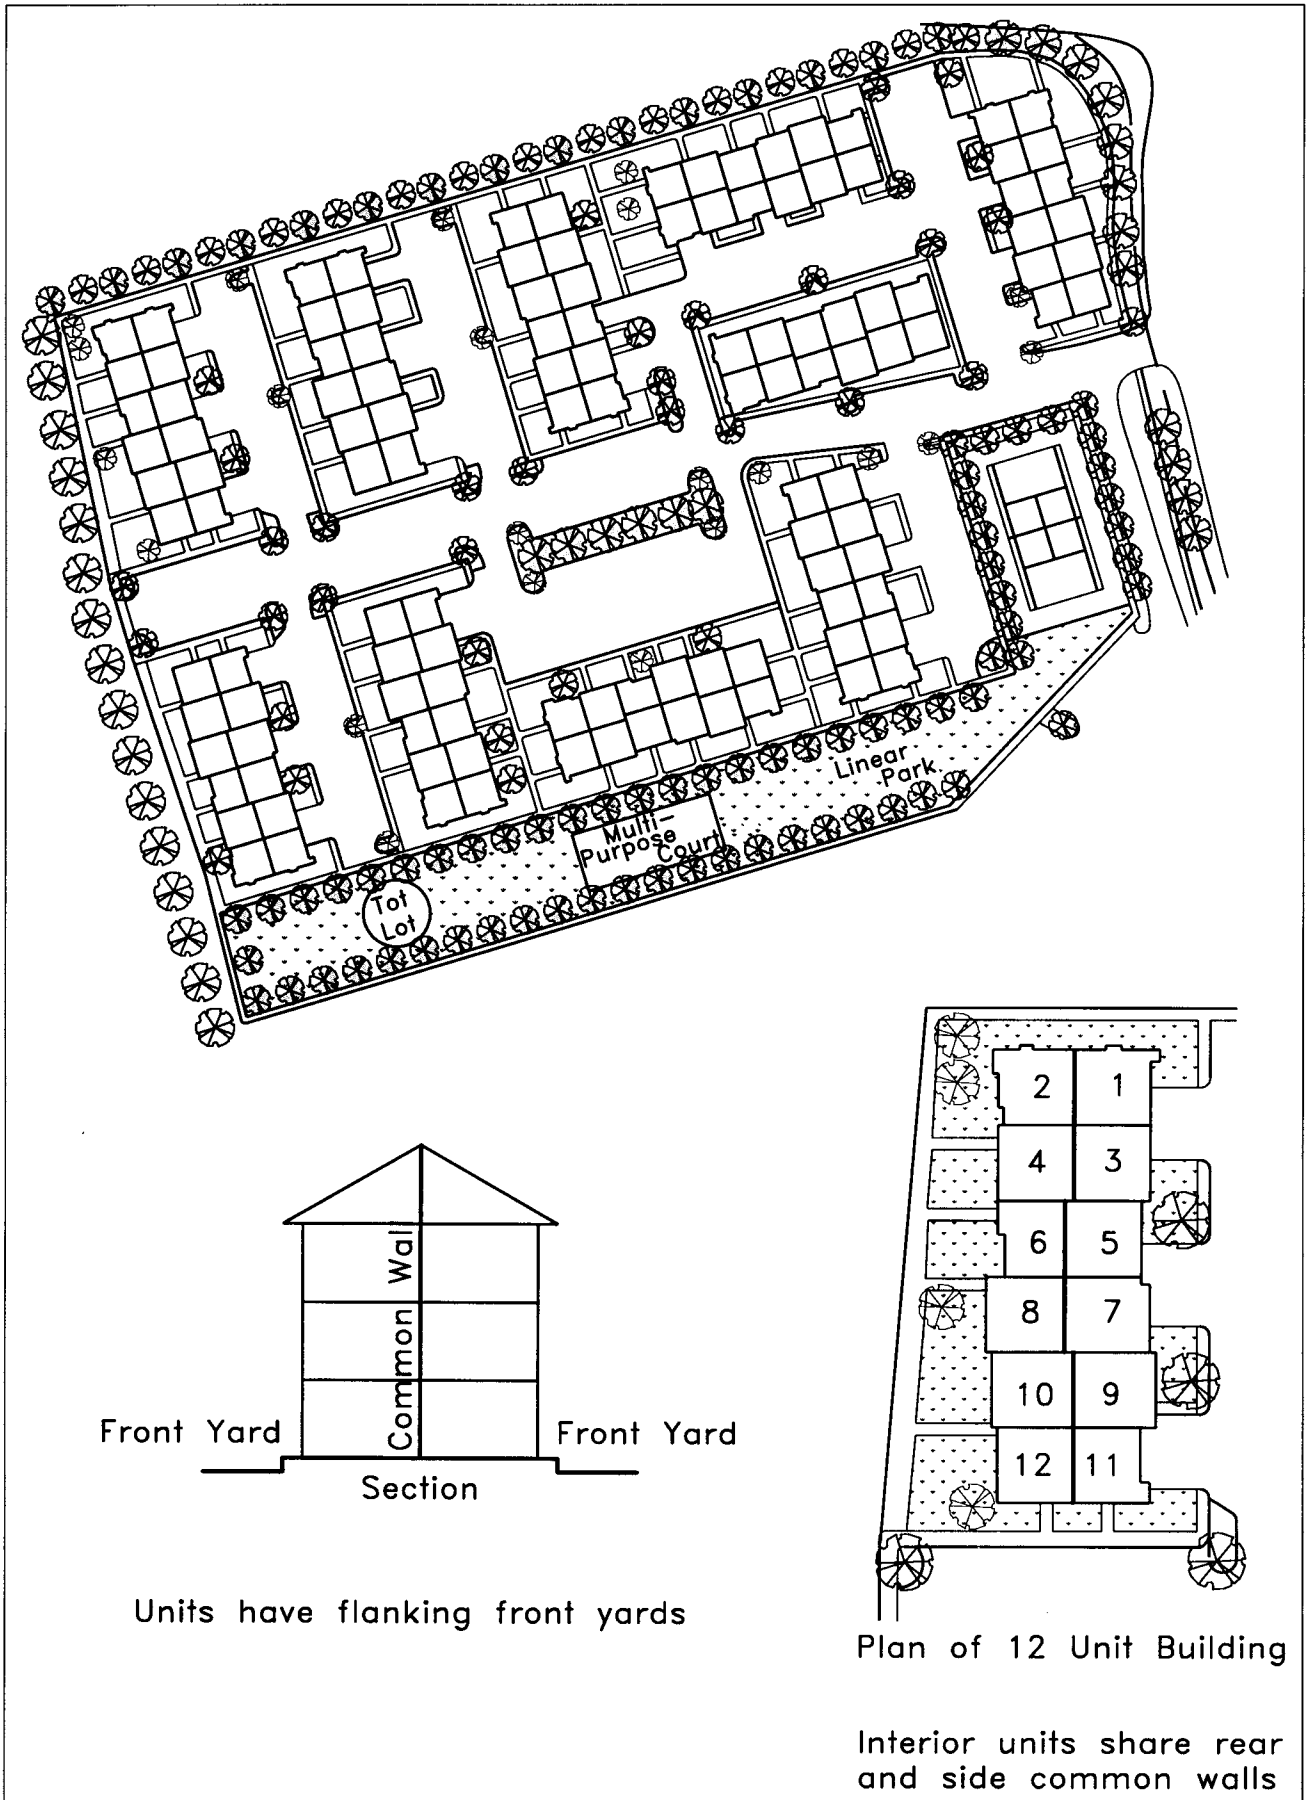 Linear
Park
Multi-
Purpose
Court
Tot
Lot
2 1
4 3
6 5
8 7
10 9
12 11
Common Wall
Front Yard
Front Yard
Section
Units have flanking front yards
Plan of 12 Unit Building
Interior units share rear
and side common walls